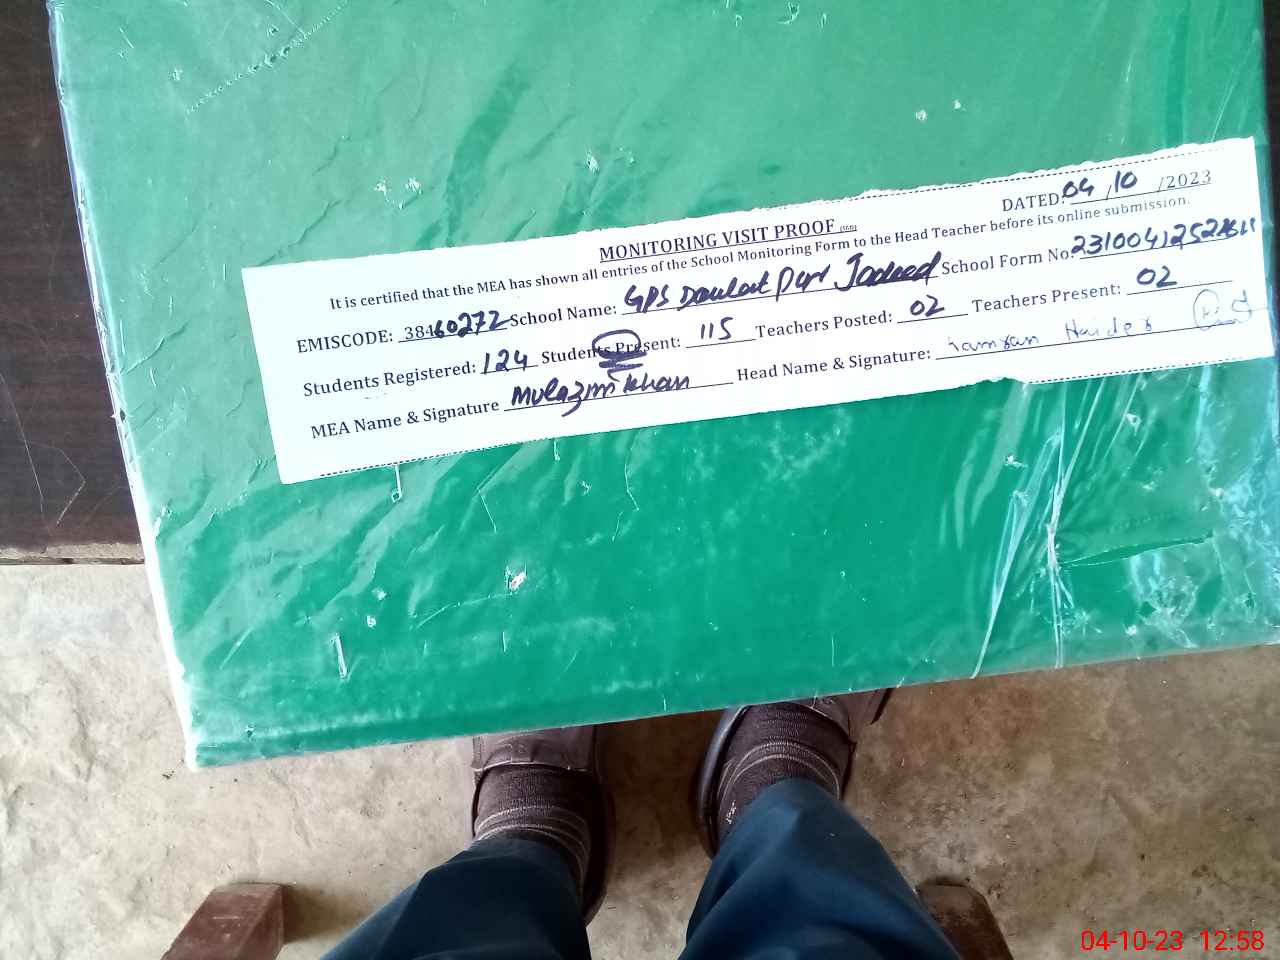 DATED: 04/10/2023
MONITORING VISIT PROOF
It is certified that the MEA has shown all entries of the School Monitoring Form to the Head Teacher before its online submission.
EMISCODE: 38460272 School Name: GPS Daulat Pur Jadeed School Form No:
Students Registered: 124 Students Present: 115 Teachers Posted: 02 Teachers Present: 02
MEA Name & Signature Mulazim Khan Head Name & Signature: Kamran Haider
04-10-23 12:58